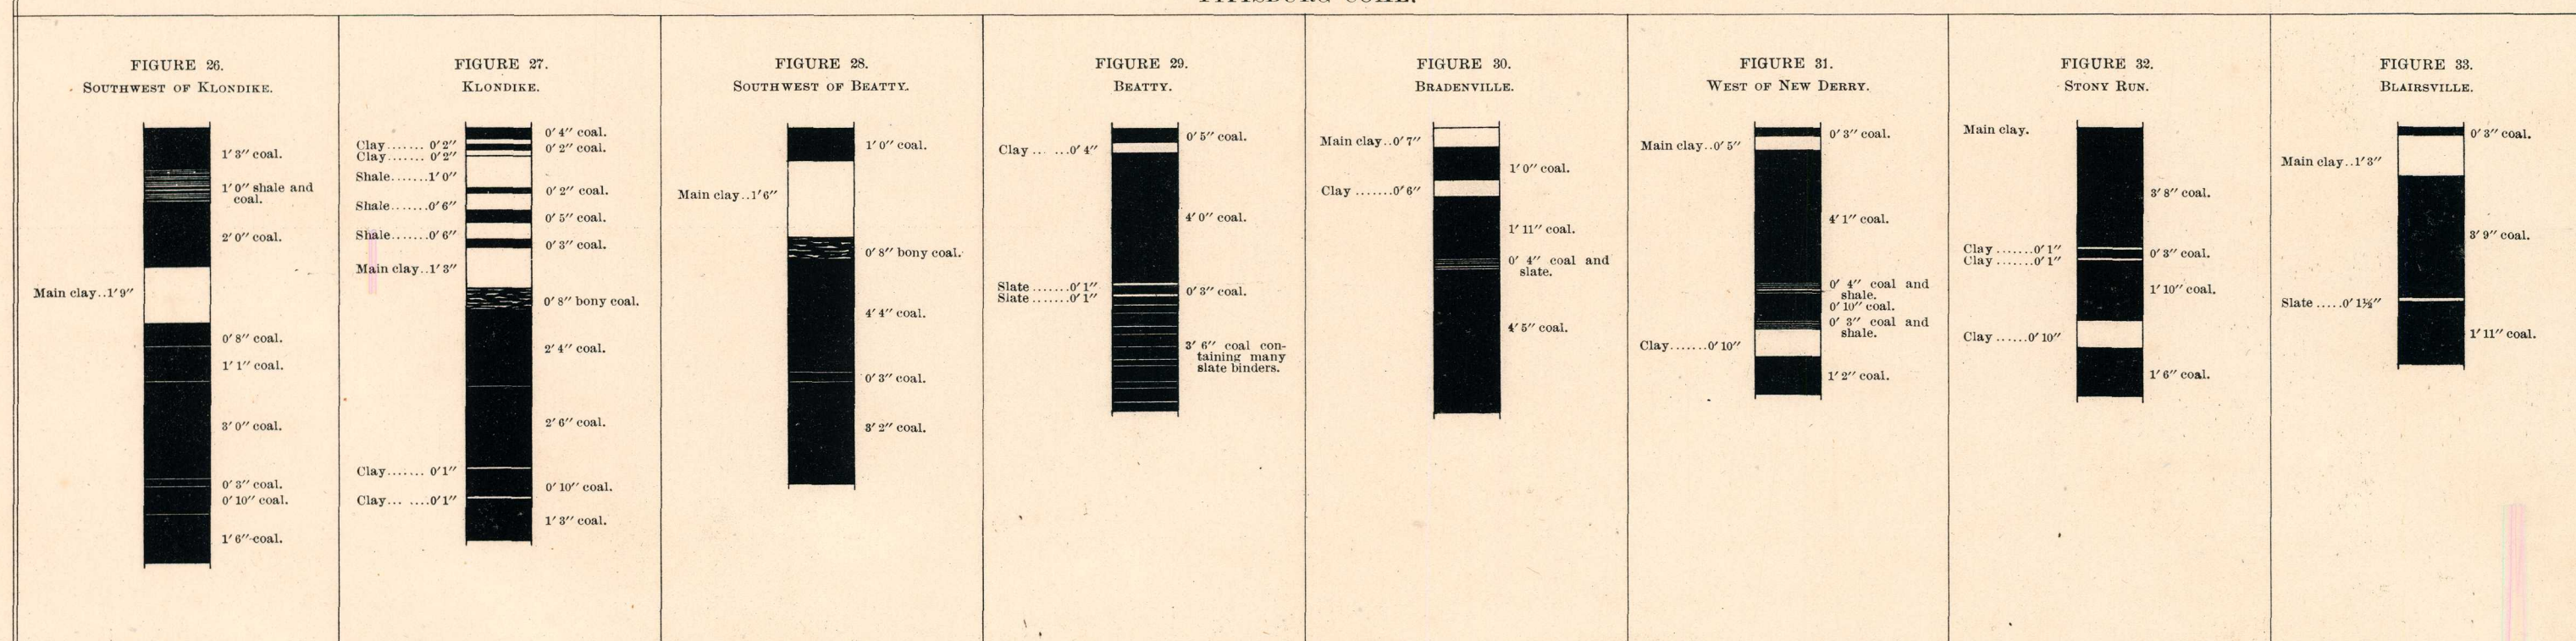 PITTSBURG COAL.
FIGURE 26.
SOUTHWEST OF KLONDIKE.
1′ 3″ coal.
1′ 0″ shale and
coal.
2′ 0″ coal.
Main clay..1′ 9″
0′ 8″ coal.
1′ 1″ coal.
3′ 0″ coal.
0′ 3″ coal.
0′ 10″ coal.
1′ 6″ coal.
FIGURE 27.
KLONDIKE.
0′ 4″ coal.
Clay....... 0′ 2″
0′ 2″ coal.
Clay....... 0′ 2″
Shale.......1′ 0″
0′ 2″ coal.
Shale.......0′ 6″
0′ 5″ coal.
Shale.......0′ 6″
0′ 3″ coal.
Main clay..1′ 3″
0′ 8″ bony coal.
2′ 4″ coal.
2′ 6″ coal.
Clay....... 0′ 1″
0′ 10″ coal.
Clay... ....0′ 1″
1′ 3″ coal.
FIGURE 28.
SOUTHWEST OF BEATTY.
1′ 0″ coal.
Main clay..1′ 6″
0′ 8″ bony coal.
4′ 4″ coal.
0′ 3″ coal.
3′ 2″ coal.
FIGURE 29.
BEATTY.
0′ 5″ coal.
Clay ... ...0′ 4″
4′ 0″ coal.
Slate .......0′ 1″
0′ 3″ coal.
Slate .......0′ 1″
3′ 6″ coal con-
taining many
slate binders.
FIGURE 30.
BRADENVILLE.
Main clay..0′ 7″
1′ 0″ coal.
Clay .......0′ 6″
1′ 11″ coal.
0′ 4″ coal and
slate.
4′ 5″ coal.
FIGURE 31.
WEST OF NEW DERRY.
0′ 3″ coal.
Main clay..0′ 5″
4′ 1″ coal.
0′ 4″ coal and
shale.
0′ 10″ coal.
0′ 3″ coal and
shale.
Clay.......0′ 10″
1′ 2″ coal.
FIGURE 32.
STONY RUN.
Main clay.
3′ 8″ coal.
Clay .......0′ 1″
0′ 3″ coal.
Clay .......0′ 1″
1′ 10″ coal.
Clay ......0′ 10″
1′ 6″ coal.
FIGURE 33.
BLAIRSVILLE.
0′ 3″ coal.
Main clay..1′ 3″
3′ 9″ coal.
Slate .....0′ 1½″
1′ 11″ coal.